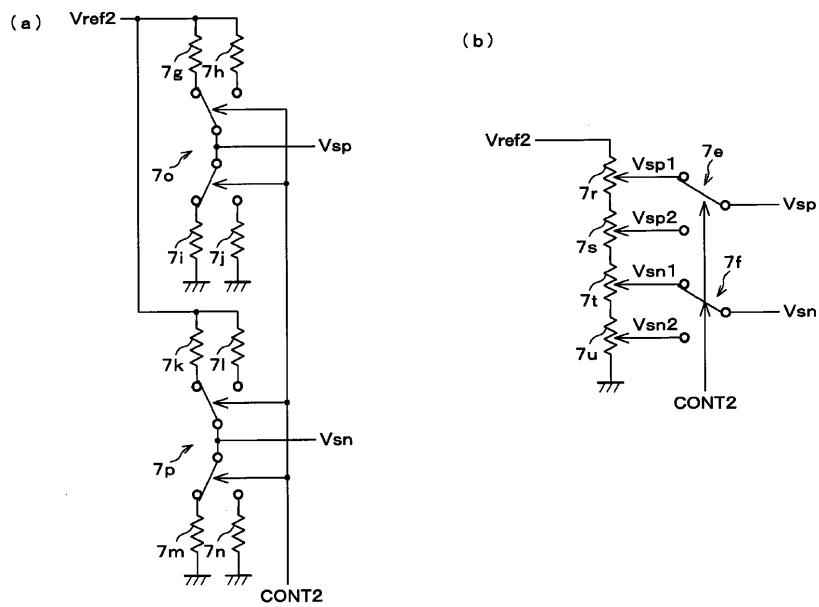 (a)
Vref2
7g
7h
7o
Vsp
7i
7j
7k
7l
7p
Vsn
7m
7n
CONT2
(b)
Vref2
7r
Vsp1
7e
Vsp
7s
Vsp2
7t
Vsn1
7f
Vsn
7u
Vsn2
CONT2